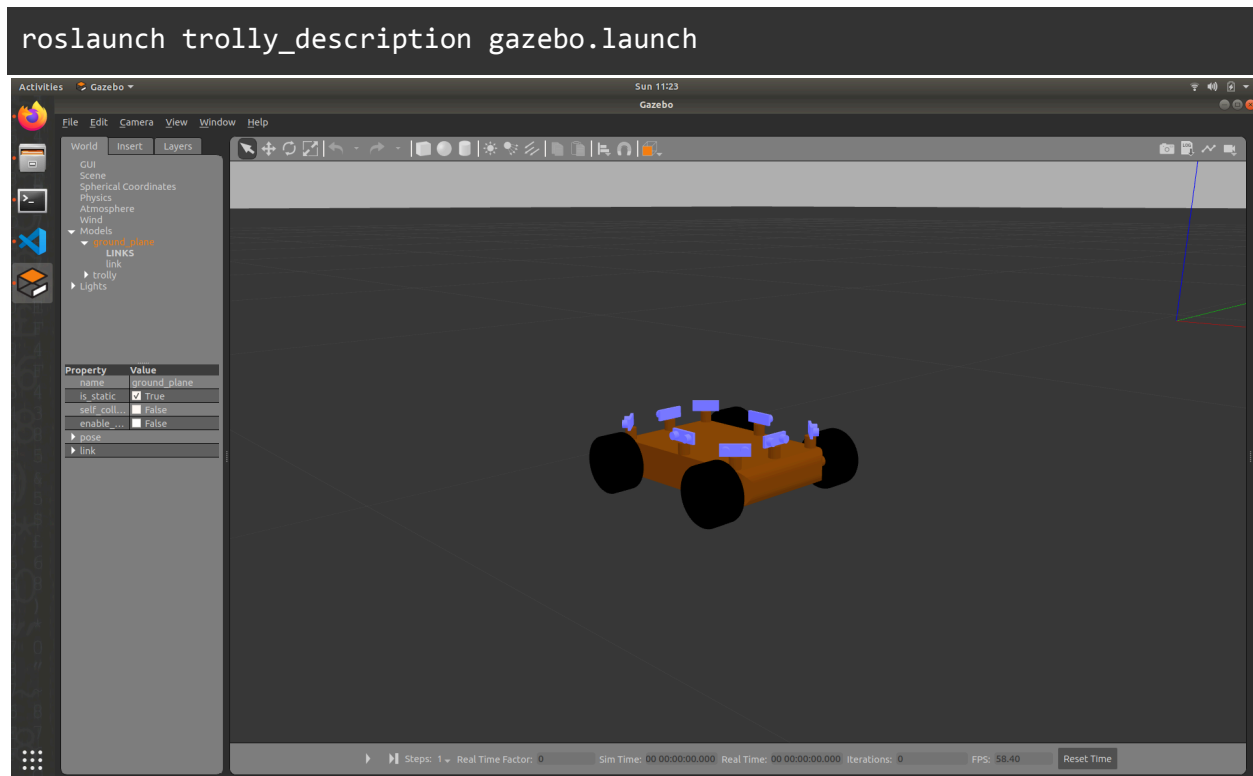 roslaunch trolly_description gazebo.launch
Activities Gazebo Sun 11:23
Gazebo
File Edit Camera View Window Help
World Insert Layers
GUI
Scene
Spherical Coordinates
Physics
Atmosphere
Wind
Models
ground_plane
LINKS
link
trolly
Lights
Property Value
name ground_plane
is_static True
self_coll... False
enable_... False
pose
link
Steps: 1 Real Time Factor: 0 Sim Time: 00 00:00:00.000 Real Time: 00 00:00:00.000 Iterations: 0 FPS: 58.40 Reset Time